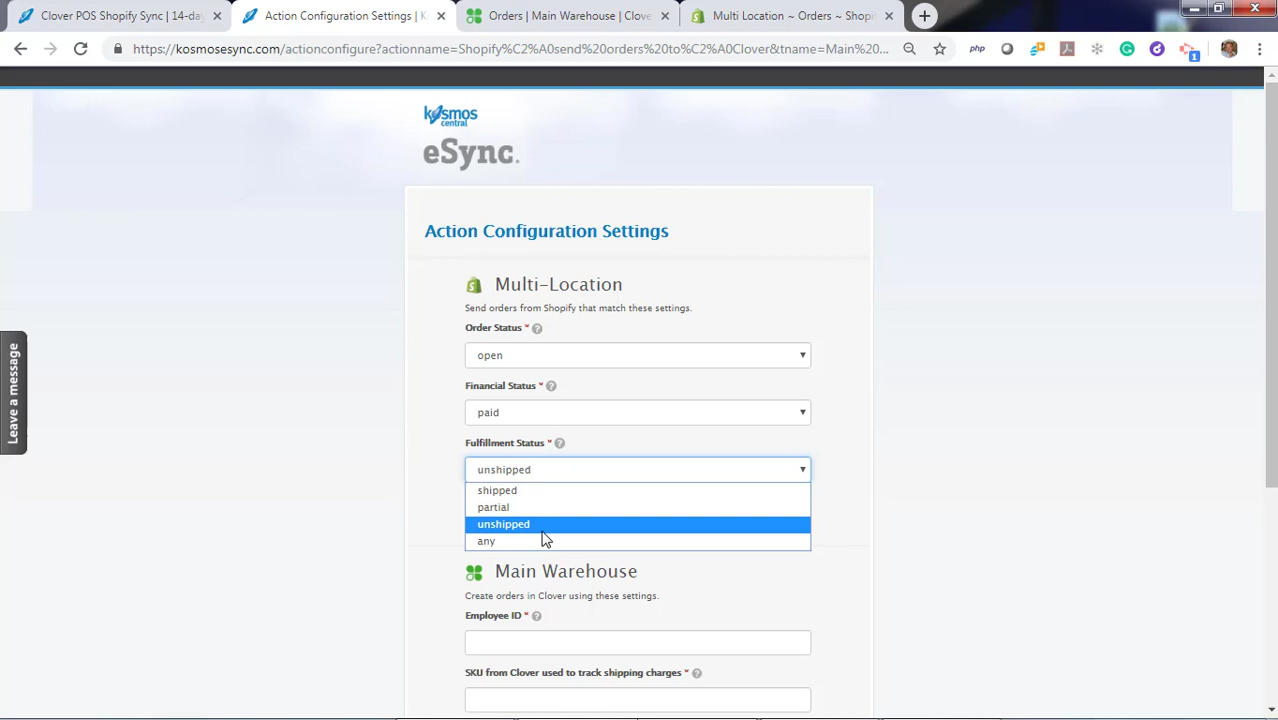 Clover POS Shopify Sync | 14-day
Action Configuration Settings | K
Orders | Main Warehouse | Clove
Multi Location ~ Orders ~ Shopi
https://kosmosesync.com/actionconfigure?actionname=Shopify%C2%A0send%20orders%20to%C2%A0Clover&tname=Main%20...
php
1
kosmos
central
eSync.
Action Configuration Settings
Multi-Location
Send orders from Shopify that match these settings.
Order Status * ?
open
Financial Status * ?
paid
Fulfillment Status * ?
unshipped
shipped
partial
unshipped
any
Main Warehouse
Create orders in Clover using these settings.
Employee ID * ?
SKU from Clover used to track shipping charges * ?
Leave a message